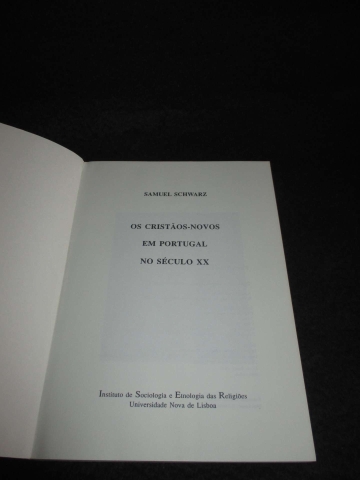 SAMUEL SCHWARZ
OS CRISTÃOS-NOVOS
EM PORTUGAL
NO SÉCULO XX
Instituto de Sociologia e Etnologia das Religiões
Universidade Nova de Lisboa